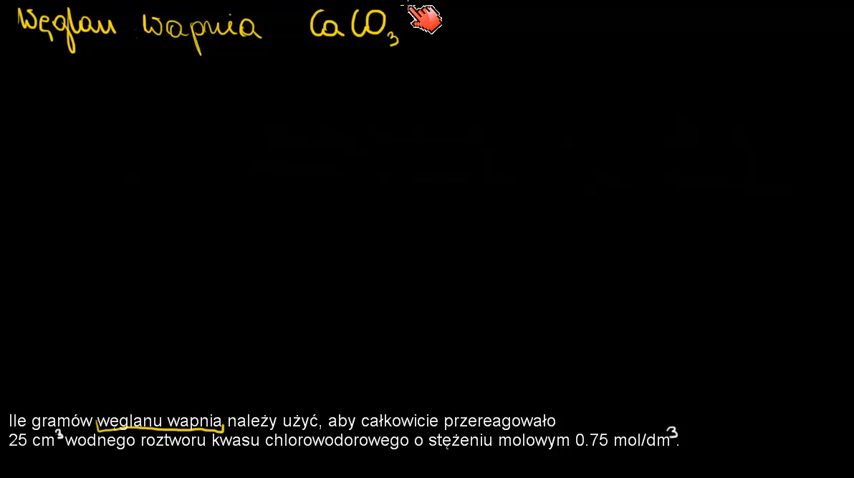 Węglan wapnia CaCO₃
Ile gramów węglanu wapnia należy użyć, aby całkowicie przereagowało
25 cm³ wodnego roztworu kwasu chlorowodorowego o stężeniu molowym 0.75 mol/dm³.